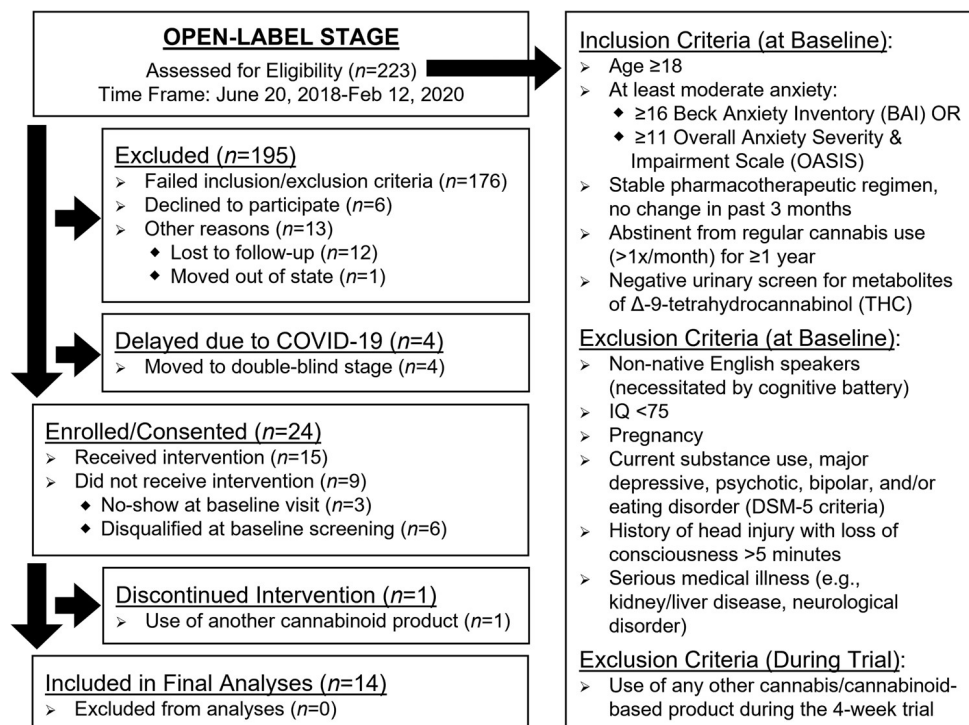 OPEN-LABEL STAGE
Assessed for Eligibility (n=223)
Time Frame: June 20, 2018-Feb 12, 2020
Excluded (n=195)
➢ Failed inclusion/exclusion criteria (n=176)
➢ Declined to participate (n=6)
➢ Other reasons (n=13)
◆ Lost to follow-up (n=12)
◆ Moved out of state (n=1)
Delayed due to COVID-19 (n=4)
➢ Moved to double-blind stage (n=4)
Enrolled/Consented (n=24)
➢ Received intervention (n=15)
➢ Did not receive intervention (n=9)
◆ No-show at baseline visit (n=3)
◆ Disqualified at baseline screening (n=6)
Discontinued Intervention (n=1)
➢ Use of another cannabinoid product (n=1)
Included in Final Analyses (n=14)
➢ Excluded from analyses (n=0)
Inclusion Criteria (at Baseline):
➢ Age ≥18
➢ At least moderate anxiety:
◆ ≥16 Beck Anxiety Inventory (BAI) OR
◆ ≥11 Overall Anxiety Severity &
Impairment Scale (OASIS)
➢ Stable pharmacotherapeutic regimen,
no change in past 3 months
➢ Abstinent from regular cannabis use
(>1x/month) for ≥1 year
➢ Negative urinary screen for metabolites
of Δ-9-tetrahydrocannabinol (THC)
Exclusion Criteria (at Baseline):
➢ Non-native English speakers
(necessitated by cognitive battery)
➢ IQ <75
➢ Pregnancy
➢ Current substance use, major
depressive, psychotic, bipolar, and/or
eating disorder (DSM-5 criteria)
➢ History of head injury with loss of
consciousness >5 minutes
➢ Serious medical illness (e.g.,
kidney/liver disease, neurological
disorder)
Exclusion Criteria (During Trial):
➢ Use of any other cannabis/cannabinoid-
based product during the 4-week trial